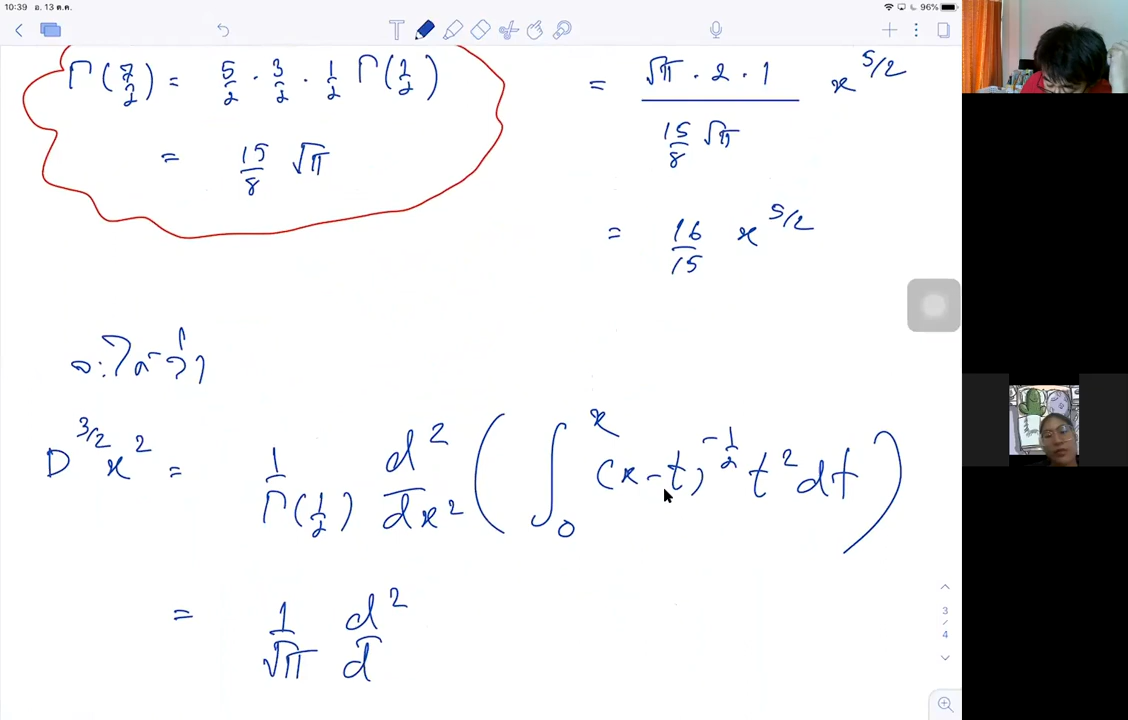 10:39 อ. 13 ต.ค.
96%
Γ(7/2) = 5/2 · 3/2 · 1/2 Γ(1/2)
= 15/8 √π
= (√π · 2 · 1) / (15/8 √π) x^(5/2)
= 16/15 x^(5/2)
D^(3/2) x^2 = 1/Γ(1/2) d^2/dx^2 ( ∫_0^x (x-t)^(-1/2) t^2 dt )
= 1/√π d^2/d
3
/
4